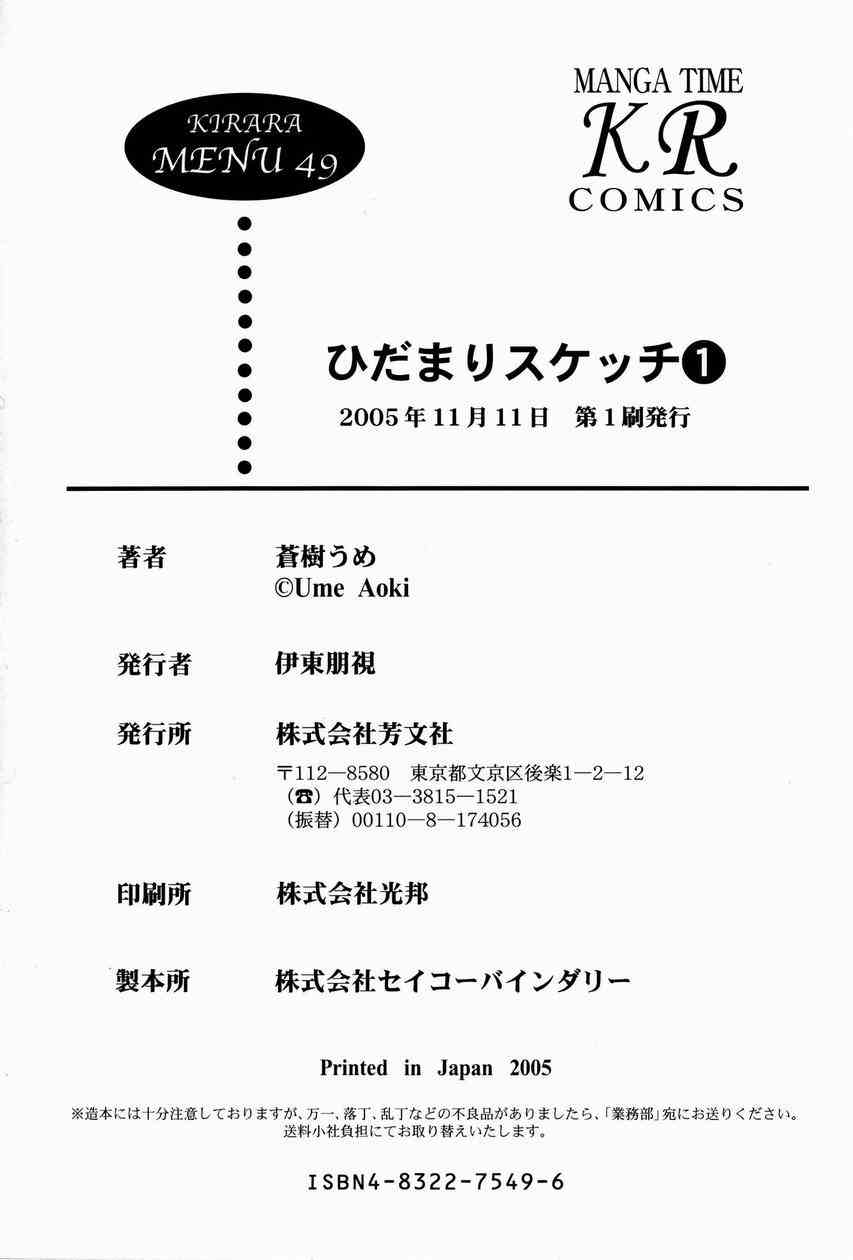 KIRARA
MENU 49
MANGA TIME
KR
COMICS
ひだまりスケッチ❶
2005年11月11日　第1刷発行
著者　蒼樹うめ
©Ume Aoki
発行者　伊東朋視
発行所　株式会社芳文社
〒112―8580　東京都文京区後楽1―2―12
（☎）代表03―3815―1521
（振替）00110―8―174056
印刷所　株式会社光邦
製本所　株式会社セイコーバインダリー
Printed in Japan 2005
※造本には十分注意しておりますが、万一、落丁、乱丁などの不良品がありましたら、「業務部」宛にお送りください。
送料小社負担にてお取り替えいたします。
ISBN4-8322-7549-6